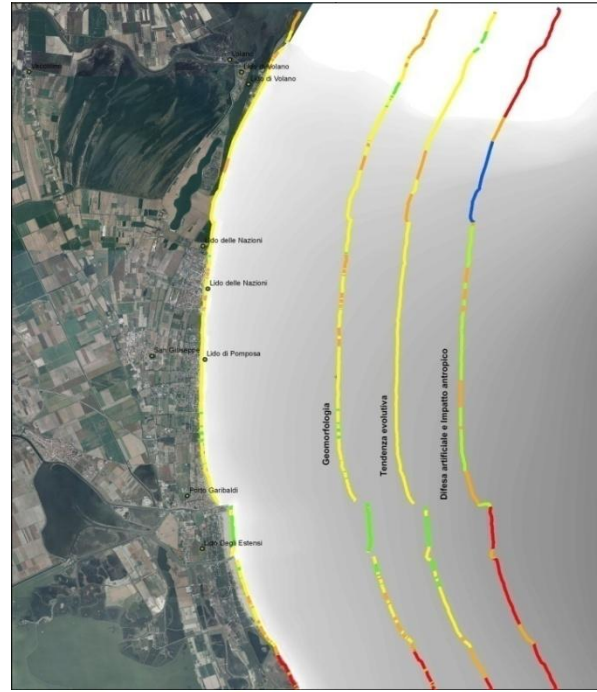 Volano
Lido di Volano
Lido di Volano
Lido delle Nazioni
Lido delle Nazioni
San Giuseppe
Lido di Pomposa
Porto Garibaldi
Lido Degli Estensi
Geomorfologia
Tendenza evolutiva
Difesa artificiale e Impatto antropico